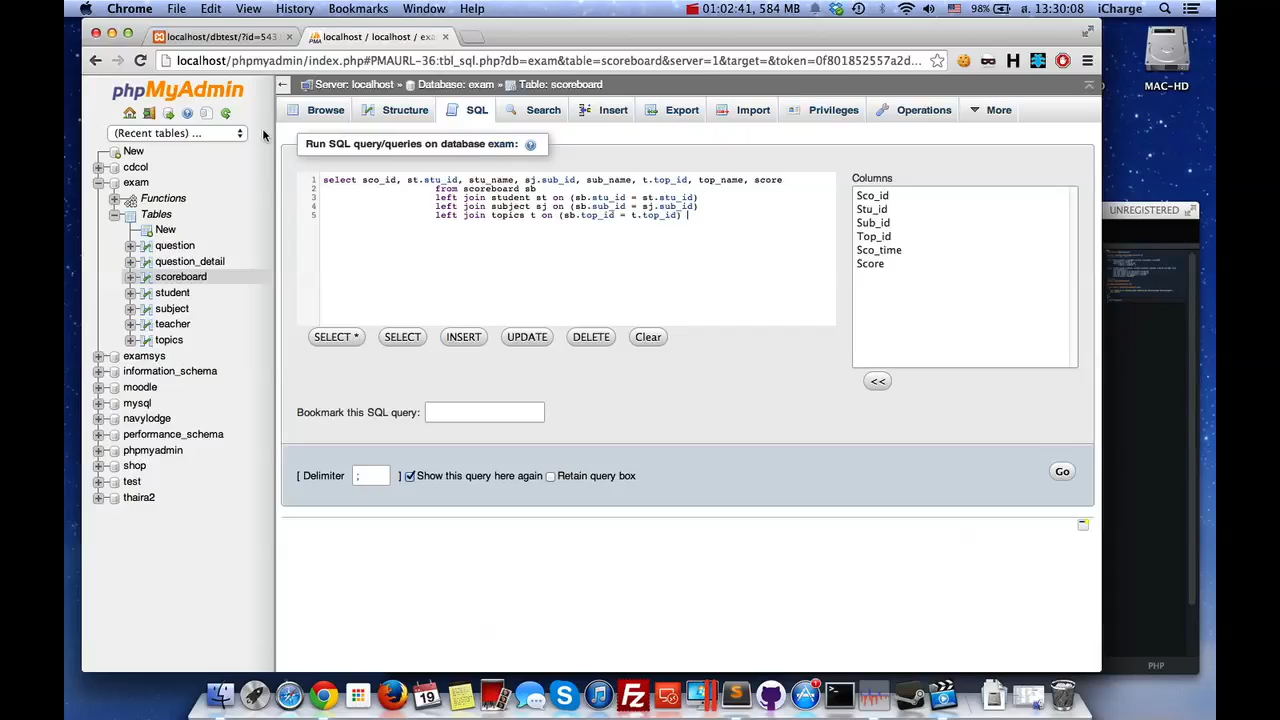 Chrome File Edit View History Bookmarks Window Help 01:02:41, 584 MB 98% ส. 13:30:08 iCharge
localhost/dbtest/?id=543
localhost / localhost / exa
localhost/phpmyadmin/index.php#PMAURL-36:tbl_sql.php?db=exam&table=scoreboard&server=1&target=&token=0f801852557a2d...
MAC-HD
phpMyAdmin
(Recent tables) ...
New
cdcol
exam
Functions
Tables
New
question
question_detail
scoreboard
student
subject
teacher
topics
examsys
information_schema
moodle
mysql
navylodge
performance_schema
phpmyadmin
shop
test
thaira2
Server: localhost » Database: exam » Table: scoreboard
Browse Structure SQL Search Insert Export Import Privileges Operations More
Run SQL query/queries on database exam:
1 select sco_id, st.stu_id, stu_name, sj.sub_id, sub_name, t.top_id, top_name, score
2 from scoreboard sb
3 left join student st on (sb.stu_id = st.stu_id)
4 left join subject sj on (sb.sub_id = sj.sub_id)
5 left join topics t on (sb.top_id = t.top_id)
Columns
Sco_id
Stu_id
Sub_id
Top_id
Sco_time
Score
<<
SELECT * SELECT INSERT UPDATE DELETE Clear
Bookmark this SQL query:
[ Delimiter ; ] Show this query here again Retain query box
Go
UNREGISTERED
PHP
19